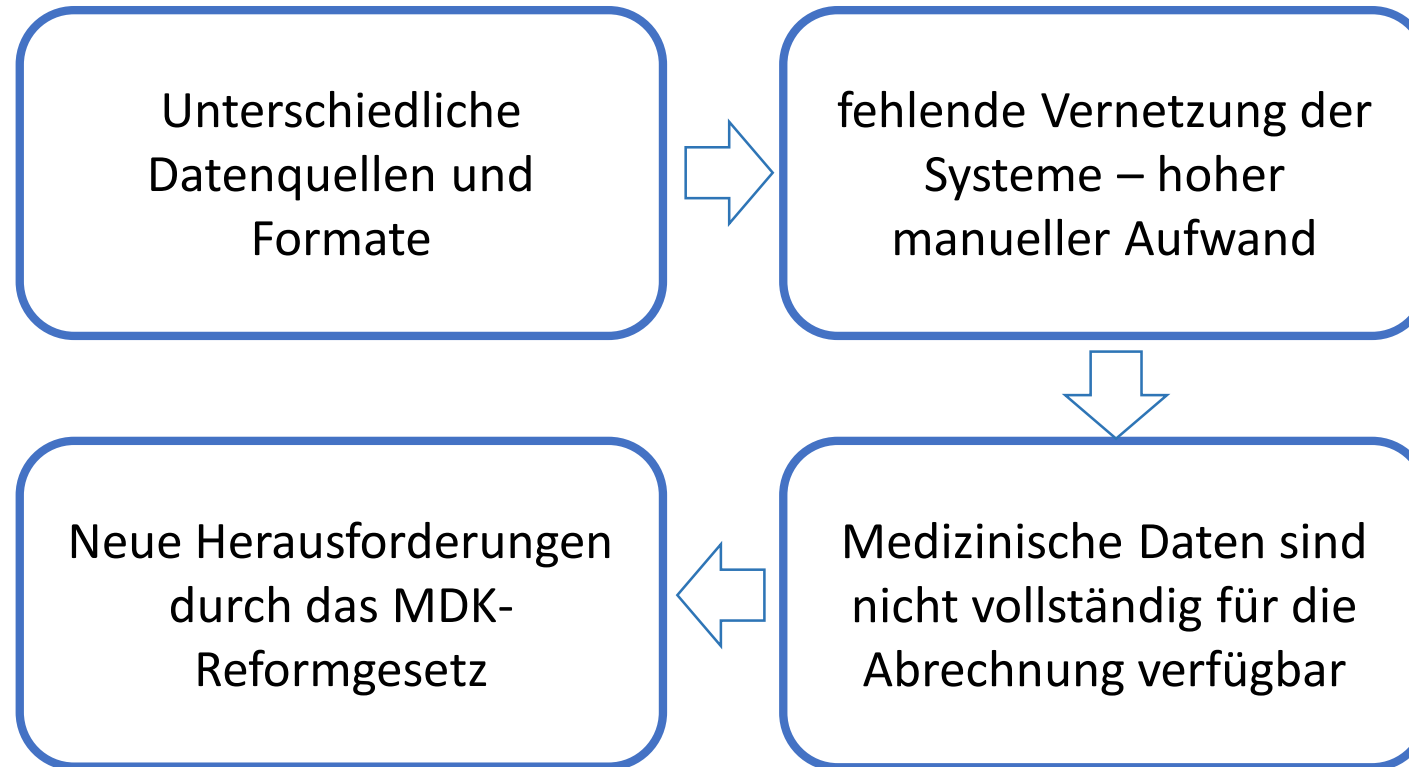 Unterschiedliche
Datenquellen und
Formate
fehlende Vernetzung der
Systeme – hoher
manueller Aufwand
Medizinische Daten sind
nicht vollständig für die
Abrechnung verfügbar
Neue Herausforderungen
durch das MDK-
Reformgesetz